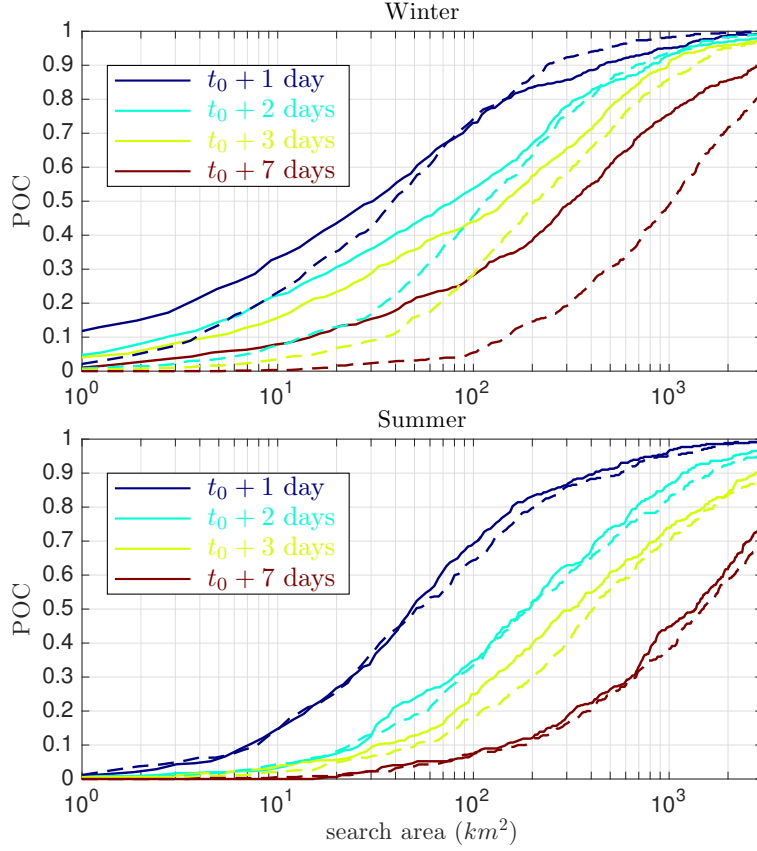 Winter
POC
1
0.9
0.8
0.7
0.6
0.5
0.4
0.3
0.2
0.1
0
t₀ + 1 day
t₀ + 2 days
t₀ + 3 days
t₀ + 7 days
10⁰ 10¹ 10² 10³
Summer
POC
1
0.9
0.8
0.7
0.6
0.5
0.4
0.3
0.2
0.1
0
t₀ + 1 day
t₀ + 2 days
t₀ + 3 days
t₀ + 7 days
10⁰ 10¹ 10² 10³
search area (km²)